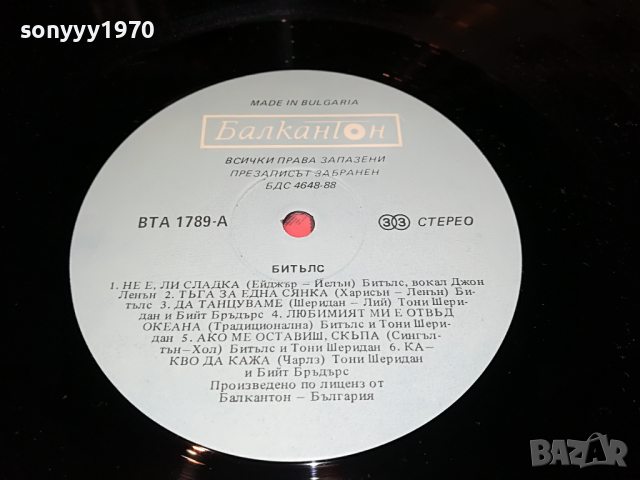 sonyyy1970
MADE IN BULGARIA
Балкантон
ВСИЧКИ ПРАВА ЗАПАЗЕНИ
ПРЕЗАПИСЪТ ЗАБРАНЕН
БДС 4648-88
ВТА 1789-А
33 СТЕРЕО
БИТЪЛС
1. НЕ Е, ЛИ СЛАДКА (Ейджър – Йелън) Битълс, вокал Джон
Ленън 2. ТЪГА ЗА ЕДНА СЯНКА (Харисън – Ленън) Би-
тълс 3. ДА ТАНЦУВАМЕ (Шеридан – Лий) Тони Шери-
дан и Бийт Бръдърс 4. ЛЮБИМИЯТ МИ Е ОТВЪД
ОКЕАНА (Традиционална) Битълс и Тони Шери-
дан 5. АКО МЕ ОСТАВИШ, СКЪПА (Сингъл-
тън–Хол) Битълс и Тони Шеридан 6. КА-
КВО ДА КАЖА (Чарлз) Тони Шеридан
и Бийт Бръдърс
Произведено по лиценз от
Балкантон – България
BAZAR.bg